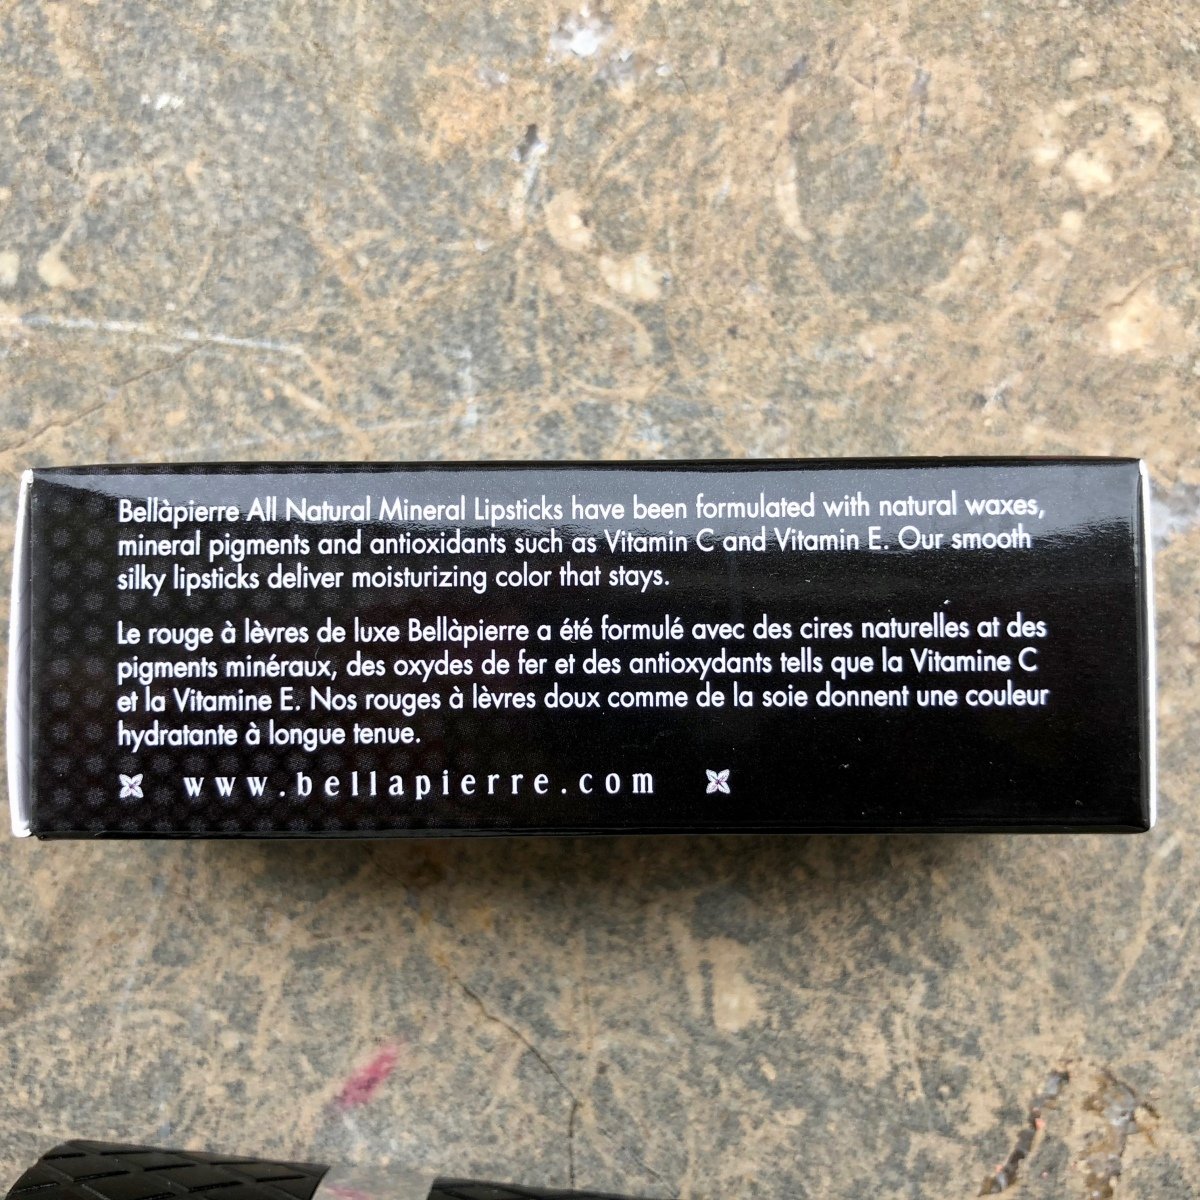 Bellàpierre All Natural Mineral Lipsticks have been formulated with natural waxes,
mineral pigments and antioxidants such as Vitamin C and Vitamin E. Our smooth
silky lipsticks deliver moisturizing color that stays.
Le rouge à lèvres de luxe Bellàpierre a été formulé avec des cires naturelles at des
pigments minéraux, des oxydes de fer et des antioxydants tells que la Vitamine C
et la Vitamine E. Nos rouges à lèvres doux comme de la soie donnent une couleur
hydratante à longue tenue.
www.bellapierre.com